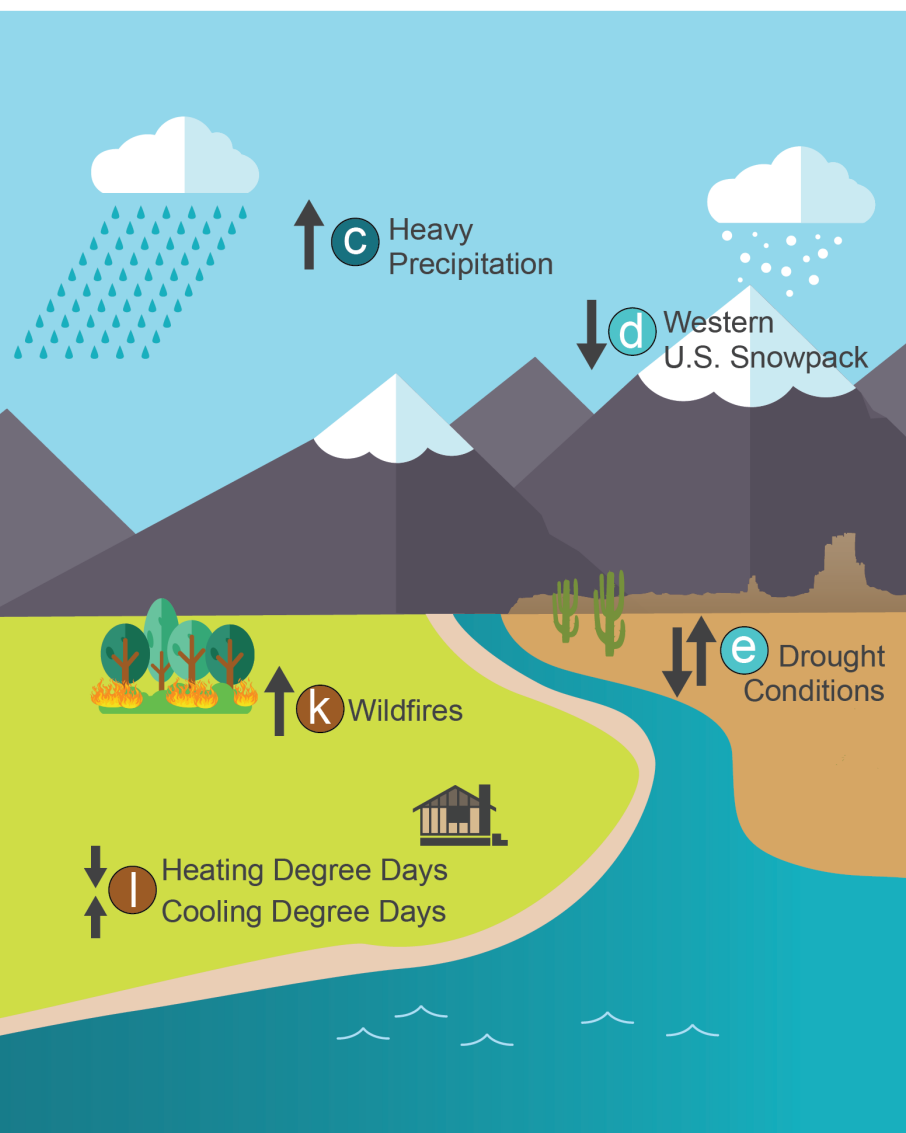 c Heavy
Precipitation
d Western
U.S. Snowpack
e Drought
Conditions
k Wildfires
l Heating Degree Days
Cooling Degree Days